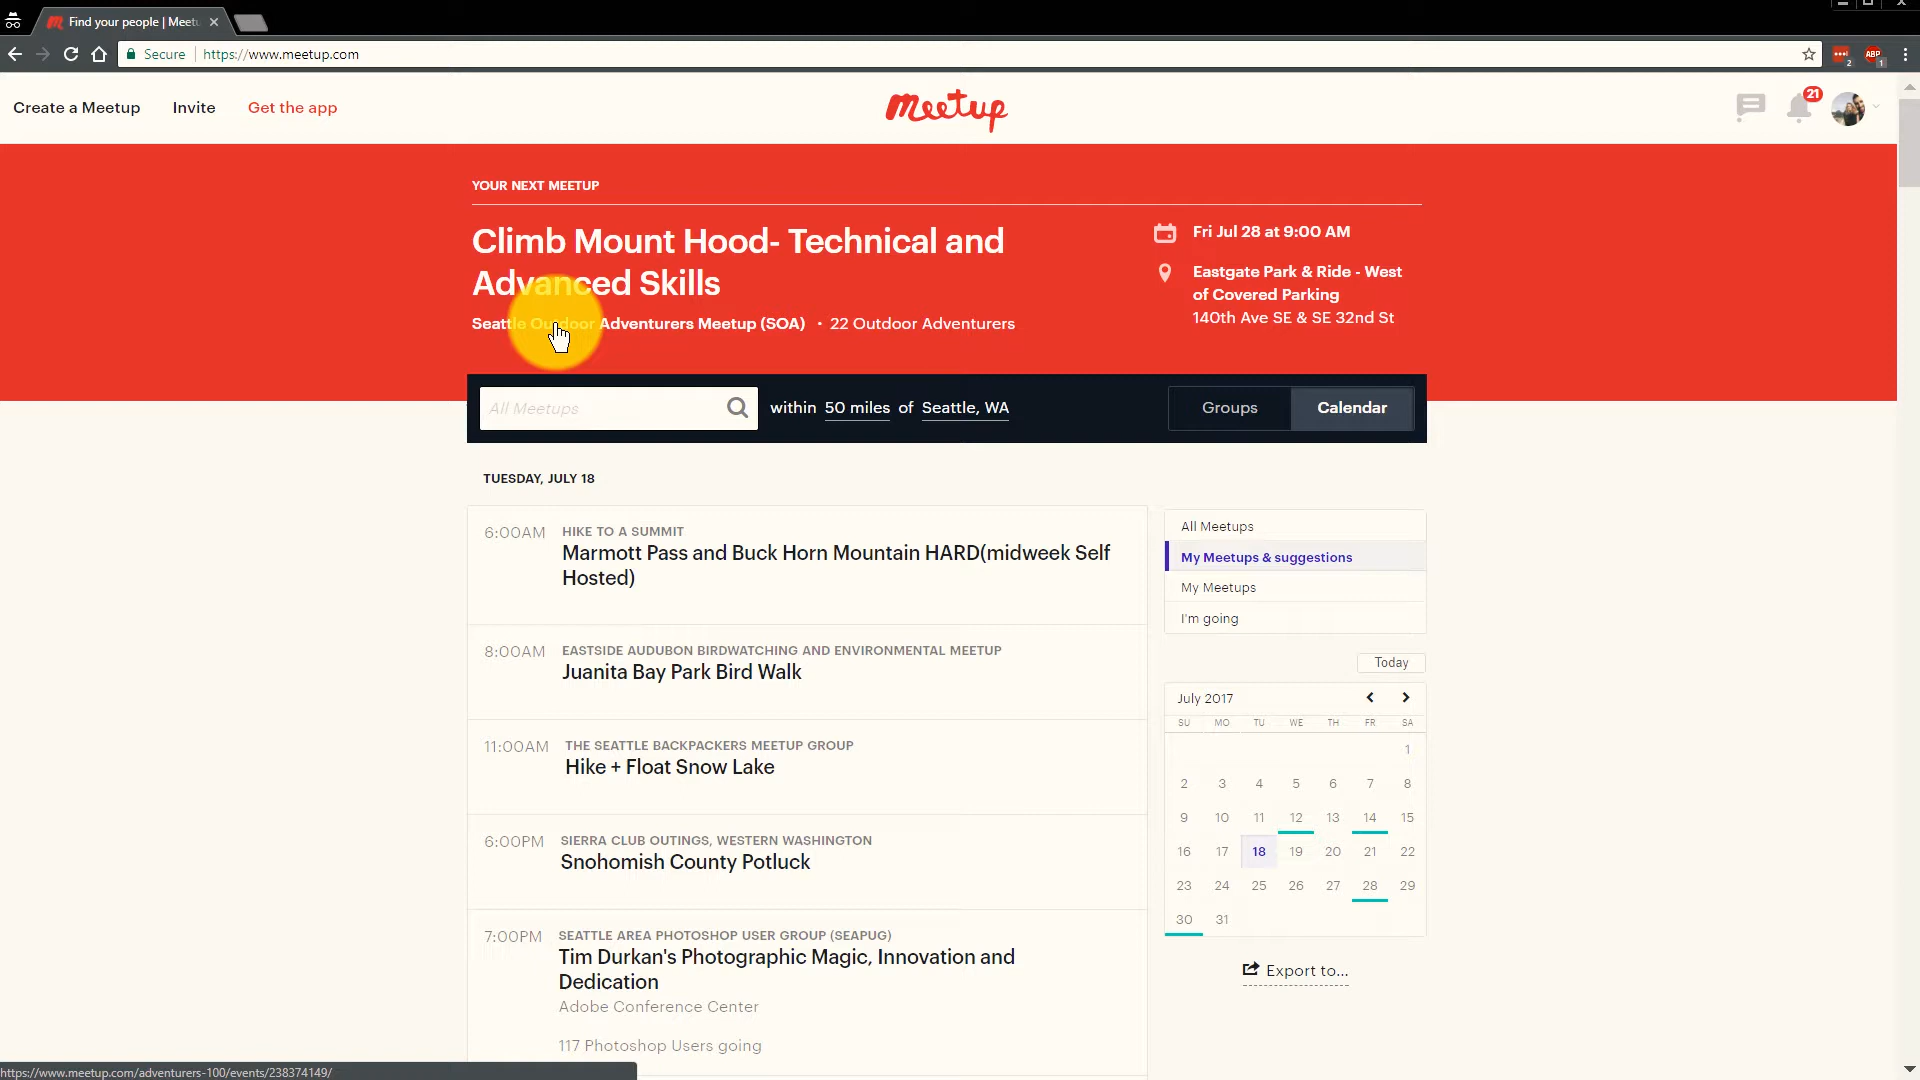 Find your people | Meetu
Secure
https://www.meetup.com
2
ABP
1
Create a Meetup
Invite
Get the app
meetup
21
YOUR NEXT MEETUP
Climb Mount Hood- Technical and
Advanced Skills
Seattle Outdoor Adventurers Meetup (SOA) • 22 Outdoor Adventurers
Fri Jul 28 at 9:00 AM
Eastgate Park & Ride - West
of Covered Parking
140th Ave SE & SE 32nd St
All Meetups
within 50 miles of Seattle, WA
Groups
Calendar
TUESDAY, JULY 18
6:00AM
HIKE TO A SUMMIT
Marmott Pass and Buck Horn Mountain HARD(midweek Self
Hosted)
8:00AM
EASTSIDE AUDUBON BIRDWATCHING AND ENVIRONMENTAL MEETUP
Juanita Bay Park Bird Walk
11:00AM
THE SEATTLE BACKPACKERS MEETUP GROUP
Hike + Float Snow Lake
6:00PM
SIERRA CLUB OUTINGS, WESTERN WASHINGTON
Snohomish County Potluck
7:00PM
SEATTLE AREA PHOTOSHOP USER GROUP (SEAPUG)
Tim Durkan's Photographic Magic, Innovation and
Dedication
Adobe Conference Center
117 Photoshop Users going
All Meetups
My Meetups & suggestions
My Meetups
I'm going
Today
July 2017
SU MO TU WE TH FR SA
1
2 3 4 5 6 7 8
9 10 11 12 13 14 15
16 17 18 19 20 21 22
23 24 25 26 27 28 29
30 31
Export to...
https://www.meetup.com/adventurers-100/events/238374149/